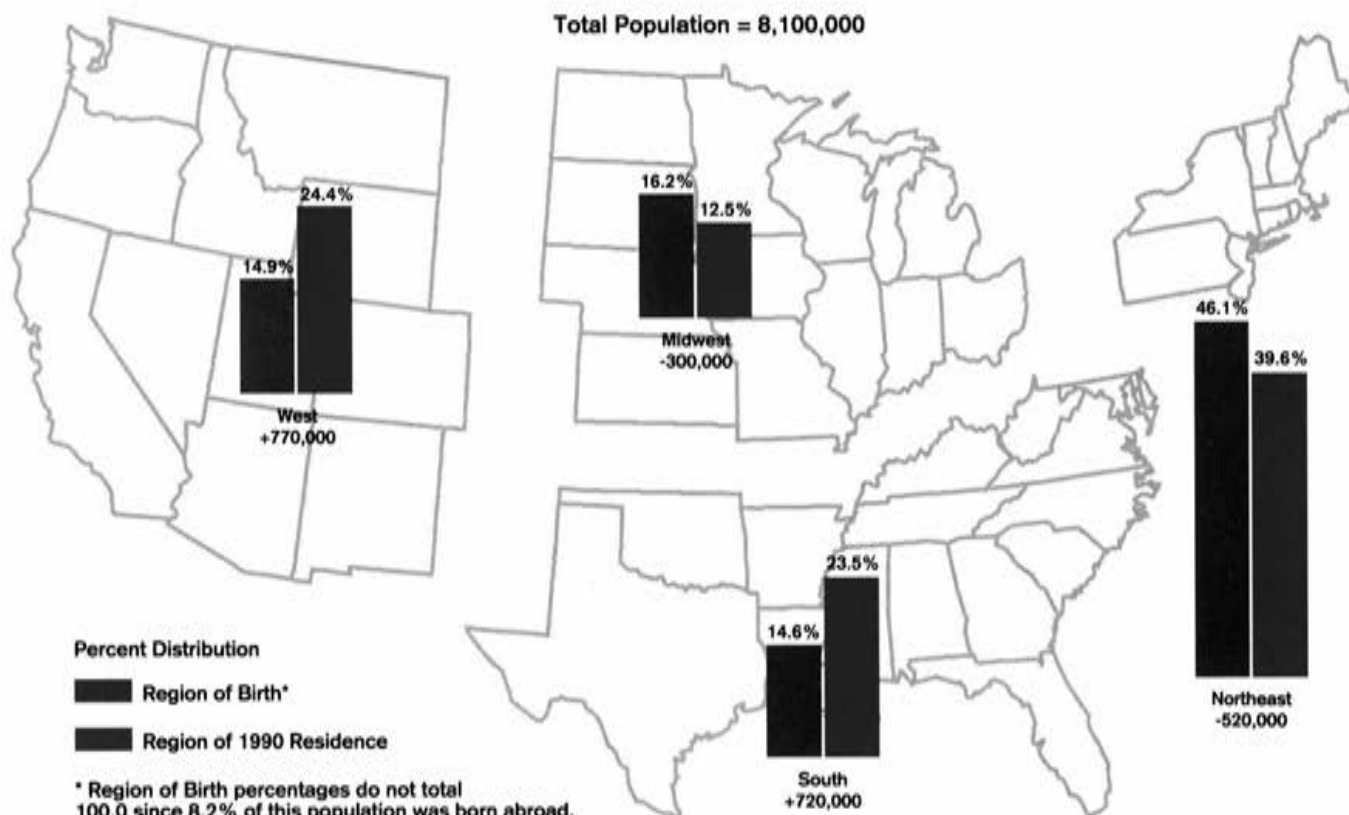 Total Population = 8,100,000
24.4%
14.9%
West
+770,000
16.2%
12.5%
Midwest
-300,000
46.1%
39.6%
Northeast
-520,000
23.5%
14.6%
South
+720,000
Percent Distribution
Region of Birth*
Region of 1990 Residence
* Region of Birth percentages do not total
100.0 since 8.2% of this population was born abroad.